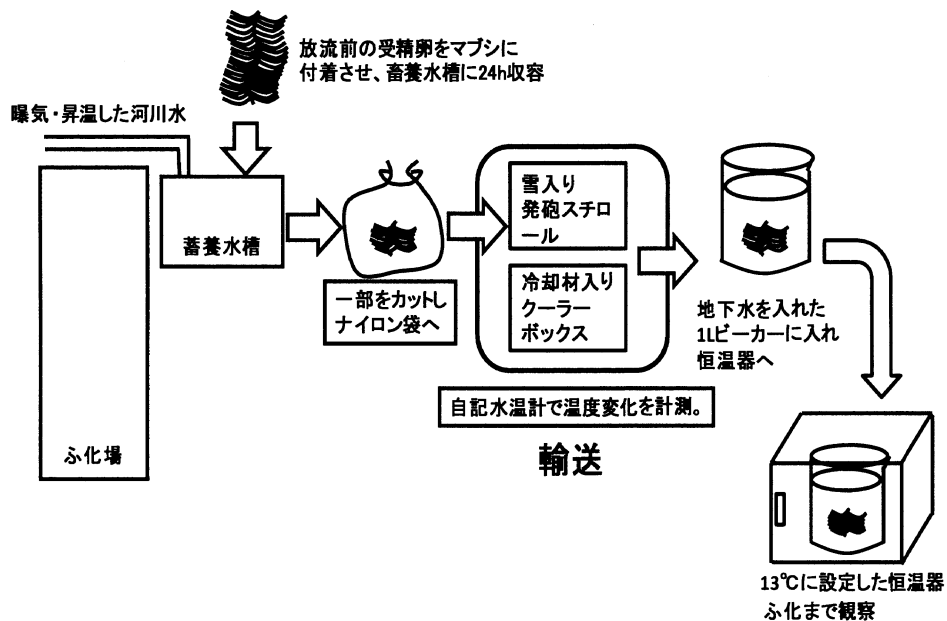 放流前の受精卵をマブシに
付着させ、畜養水槽に24h収容
曝気・昇温した河川水
畜養水槽
ふ化場
一部をカットし
ナイロン袋へ
雪入り
発砲スチロ
ール
冷却材入り
クーラー
ボックス
自記水温計で温度変化を計測。
輸送
地下水を入れた
1Lビーカーに入れ
恒温器へ
13℃に設定した恒温器
ふ化まで観察